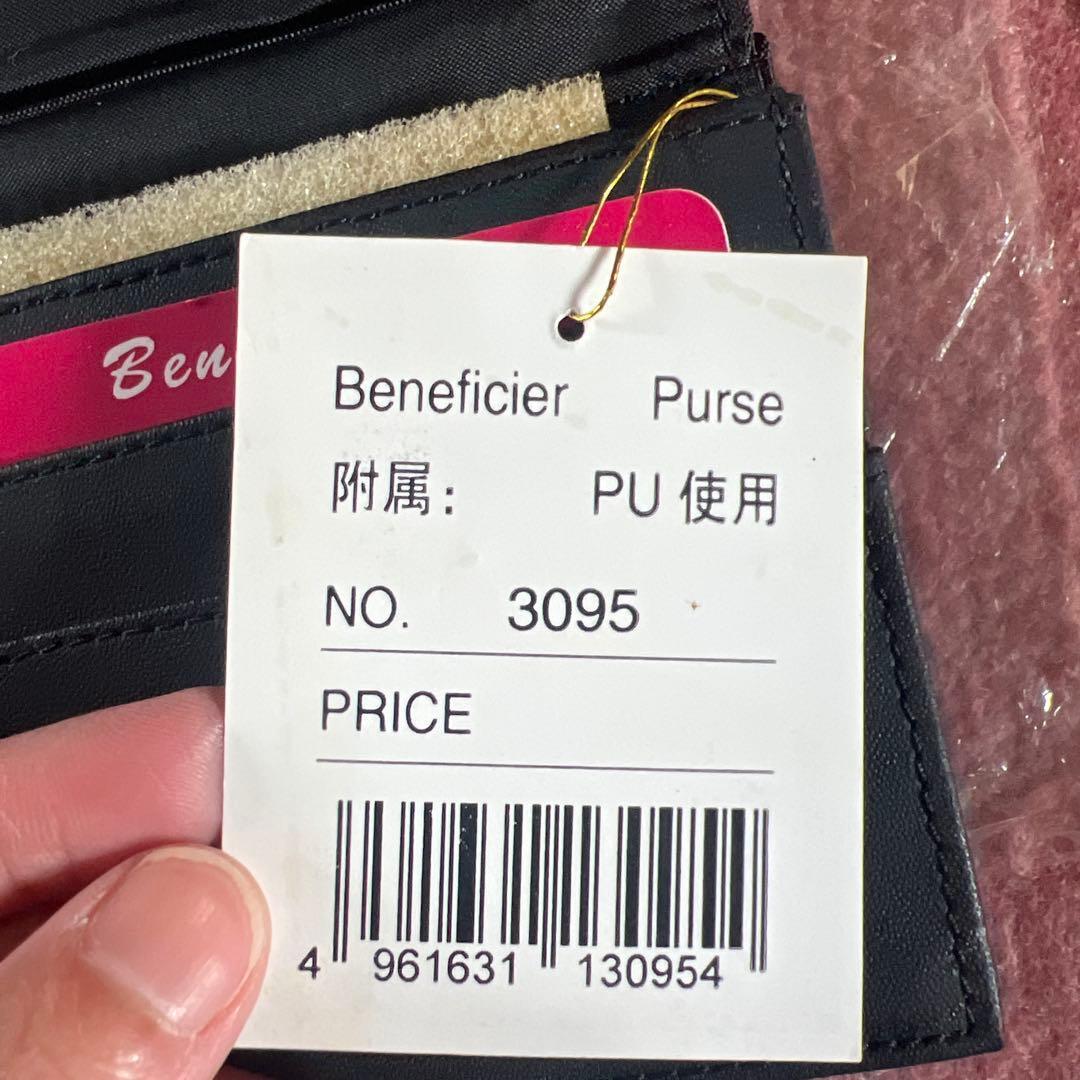 Ben
Beneficier Purse
附属: PU 使用
NO. 3095
PRICE
4 961631 130954